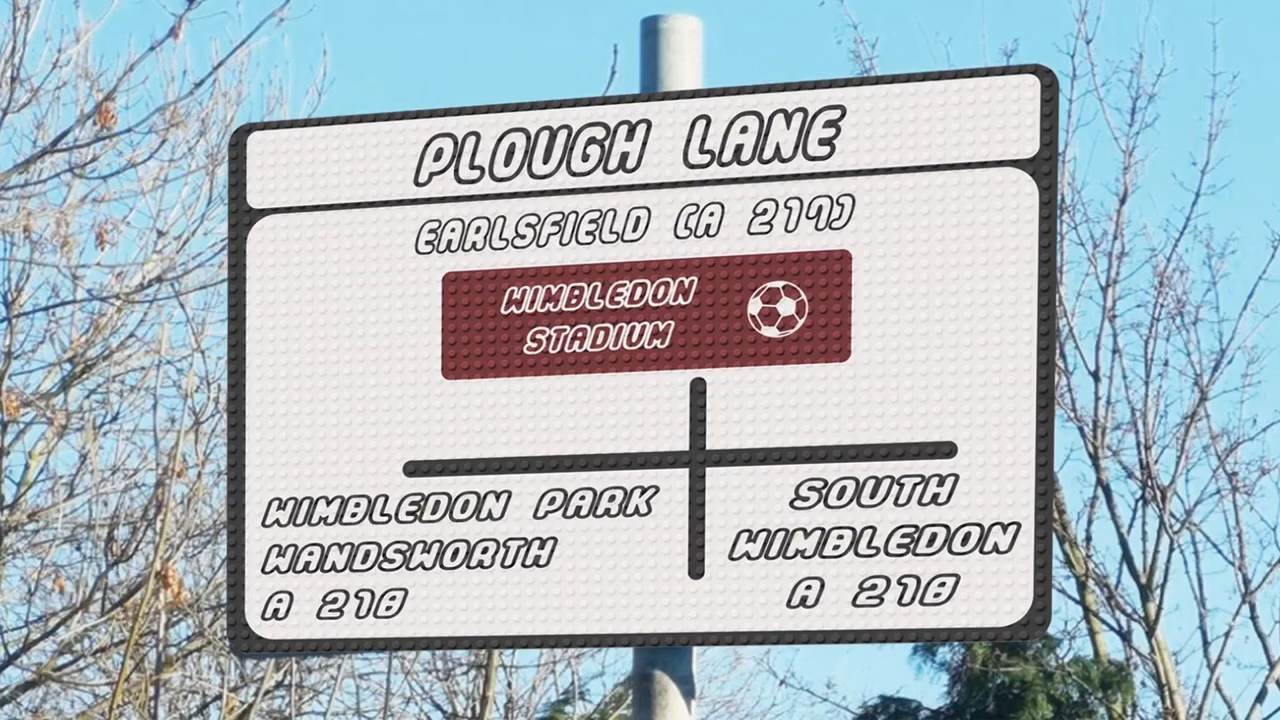 PLOUGH LANE
EARLSFIELD (A 217)
WIMBLEDON
STADIUM
WIMBLEDON PARK
WANDSWORTH
A 218
SOUTH
WIMBLEDON
A 218